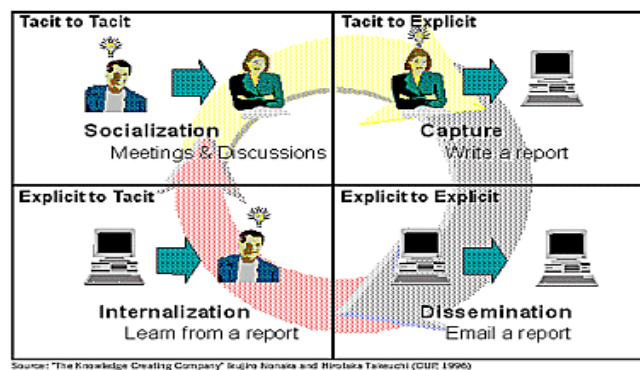 Tacit to Tacit
Socialization
Meetings & Discussions
Tacit to Explicit
Capture
Write a report
Explicit to Tacit
Internalization
Learn from a report
Explicit to Explicit
Dissemination
Email a report
Source: "The Knowledge Creating Company" Ikujiro Nonaka and Hirotaka Takeuchi (OUP, 1996)